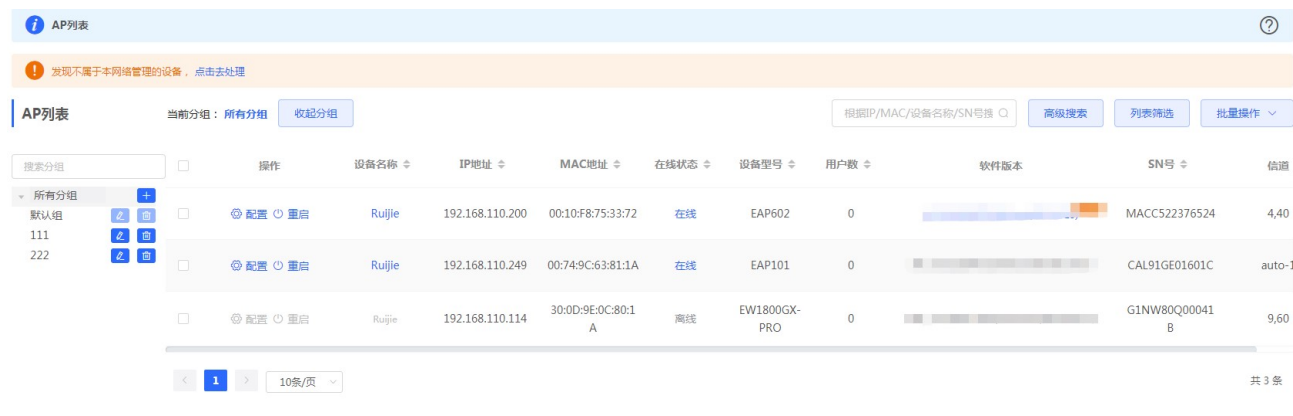 AP列表
发现不属于本网络管理的设备，点击去处理
AP列表
当前分组：所有分组 收起分组
根据IP/MAC/设备名称/SN号搜 高级搜索 列表筛选 批量操作
搜索分组
所有分组
默认组
111
222
操作 设备名称 IP地址 MAC地址 在线状态 设备型号 用户数 软件版本 SN号 信道
配置 重启 Ruijie 192.168.110.200 00:10:F8:75:33:72 在线 EAP602 0 MACC522376524 4,40
配置 重启 Ruijie 192.168.110.249 00:74:9C:63:81:1A 在线 EAP101 0 CAL91GE01601C auto-1
配置 重启 Ruijie 192.168.110.114 30:0D:9E:0C:80:1A 离线 EW1800GX-PRO 0 G1NW80Q00041B 9,60
1 10条/页
共 3 条